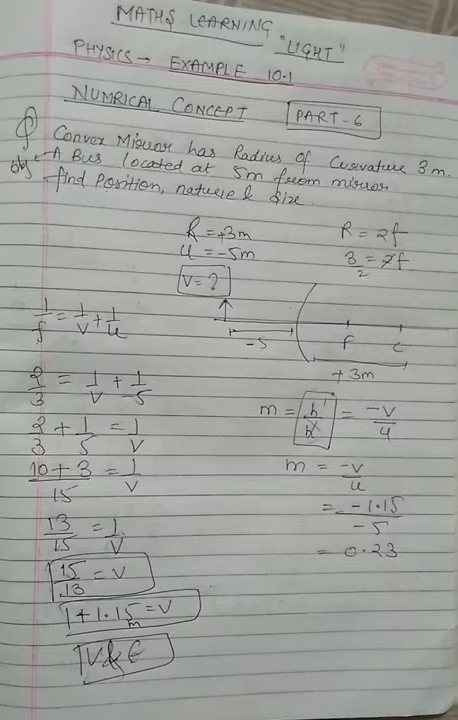 MATHS LEARNING
"LIGHT"
PHYSICS → EXAMPLE 10.1
NUMRICAL CONCEPT
PART-6
Q Convex Mirror has Radius of Curvature 3m.
obj A Bus located at 5m from mirror
find Position, nature & Size.
R = +3m
u = -5m
V = ?
R = 2f
3/2 = f
1/f = 1/v + 1/u
-5
F
C
+3m
2/3 = 1/v + 1/-5
2/3 + 1/5 = 1/v
10+3/15 = 1/v
13/15 = 1/v
15/13 = v
+1.15m = v
V & E
m = h'/h = -v/u
m = -v/u
= -1.15/-5
= 0.23